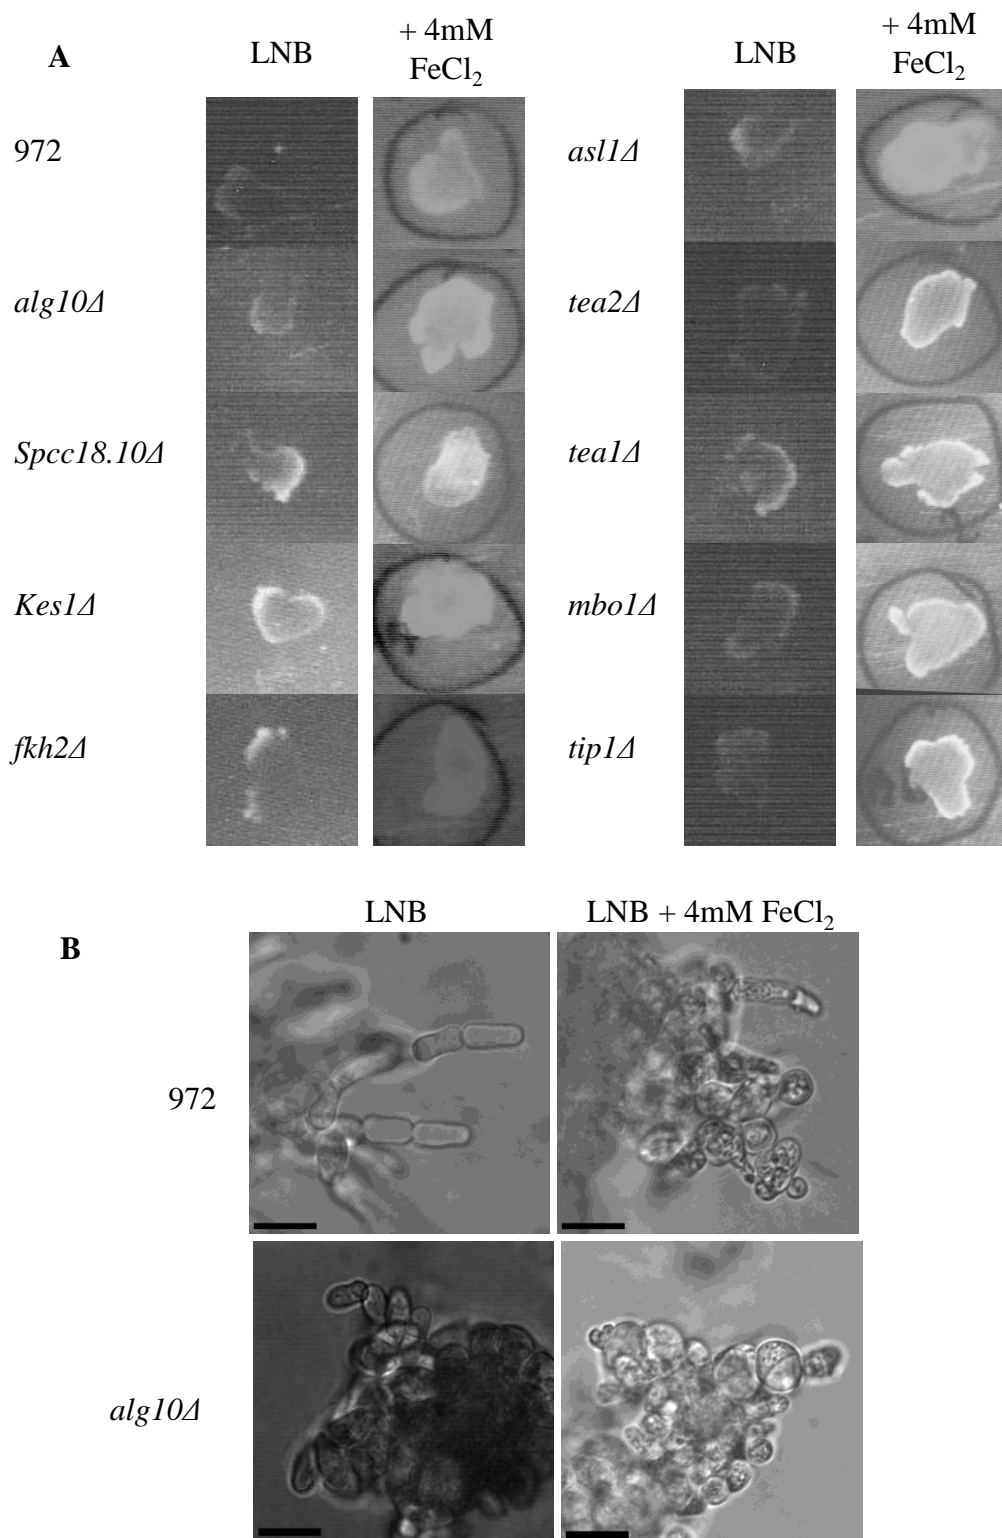 A
LNB
+ 4mM
FeCl₂
LNB
+ 4mM
FeCl₂
972
asl1Δ
alg10Δ
tea2Δ
Spcc18.10Δ
tea1Δ
Kes1Δ
mbo1Δ
fkh2Δ
tip1Δ
B
LNB
LNB + 4mM FeCl₂
972
alg10Δ